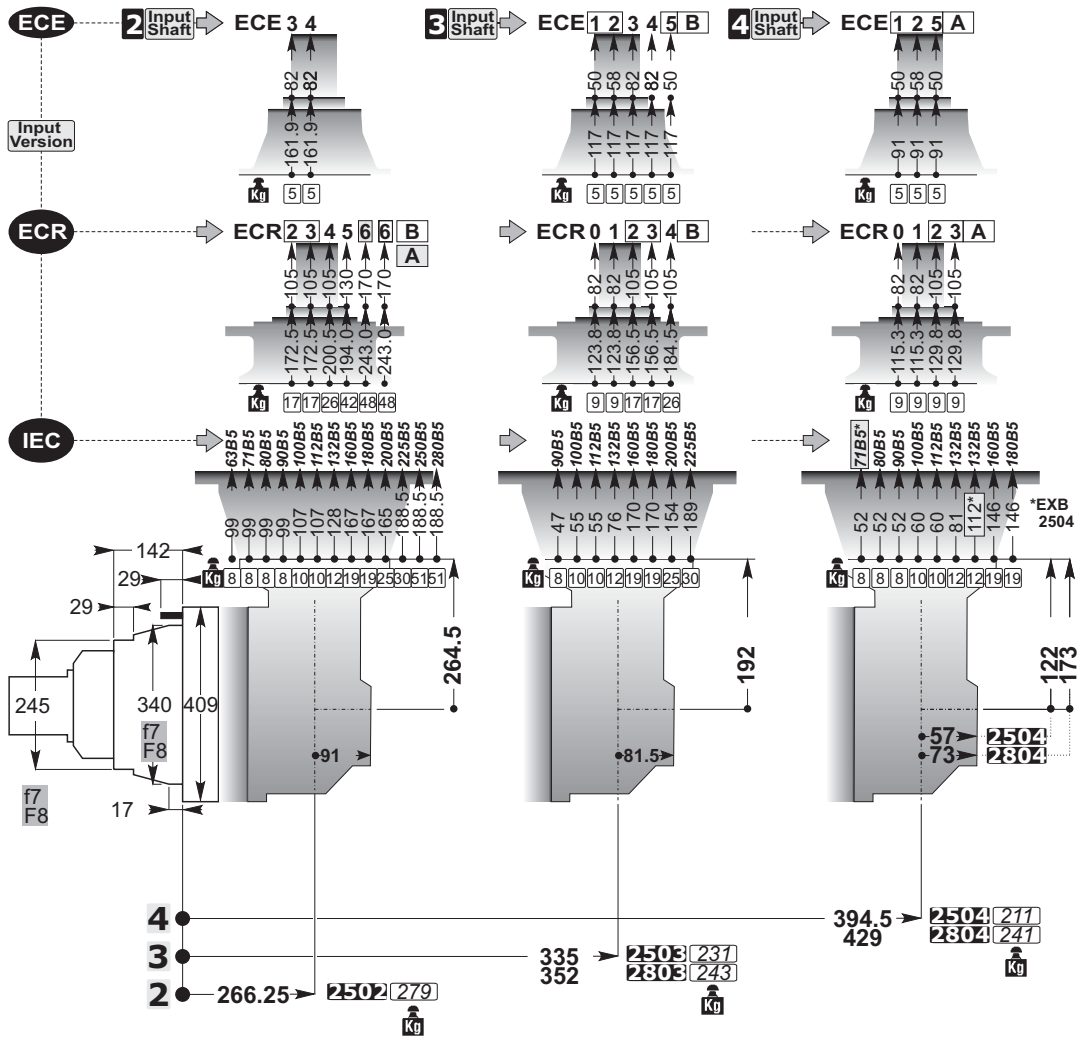 ECE 2 Input Shaft ECE 3 4 3 Input Shaft ECE 1 2 3 4 5 B 4 Input Shaft ECE 1 2 5 A
82 82 50 58 82 82 50 50 58 50
Input Version
161.9 161.9 117 117 117 117 117 91 91 91
Kg 5 5 Kg 5 5 5 5 5 Kg 5 5 5
ECR ECR 2 3 4 5 6 6 B ECR 0 1 2 3 4 B ECR 0 1 2 3 A
A
105 105 105 130 170 170 82 82 105 105 105 82 82 105 105
172.5 172.5 200.5 194.0 243.0 243.0 123.8 123.8 156.5 156.5 184.5 115.3 115.3 129.8 129.8
Kg 17 17 26 42 48 48 Kg 9 9 17 17 26 Kg 9 9 9 9
IEC 63B5 71B5 80B5 90B5 100B5 112B5 132B5 160B5 180B5 200B5 225B5 250B5 280B5 90B5 100B5 112B5 132B5 160B5 180B5 200B5 225B5 71B5* 80B5 90B5 100B5 112B5 132B5 132B5 160B5 180B5
99 99 99 99 107 107 128 167 167 165 188.5 188.5 188.5 47 55 55 76 170 170 154 189 52 52 52 60 60 81 112* 146 146
*EXB
2504
Kg 8 8 8 8 10 10 12 19 19 25 30 51 51 Kg 8 10 10 12 19 19 25 30 Kg 8 8 8 10 10 12 12 19 19
142
29
29
264.5 192 122 173
245 340 409
f7
F8
57 2504
91 81.5 73 2804
f7
F8
17
4 394.5 2504 211
429 2804 241
Kg
3 335 2503 231
352 2803 243
Kg
2 266.25 2502 279
Kg